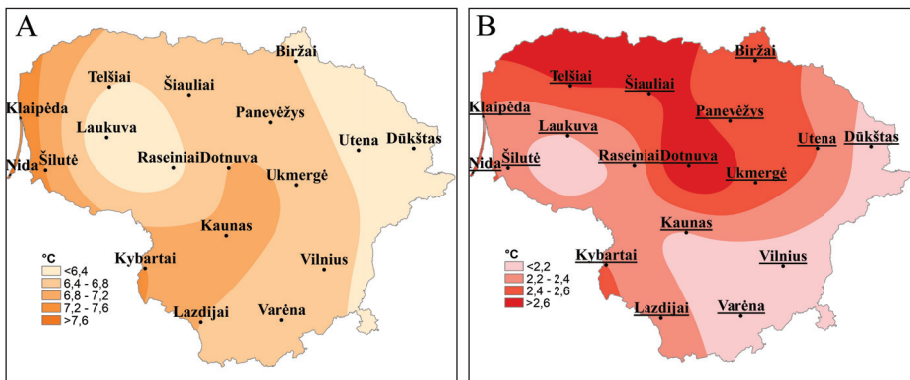 A
Biržai
Telšiai
Šiauliai
Klaipėda
Panevėžys
Laukuva
Utena
Dūkštas
Nida
Šilutė
Raseiniai
Dotnuva
Ukmergė
Kaunas
Kybartai
Vilnius
Lazdijai
Varėna
°C
<6,4
6,4 - 6,8
6,8 - 7,2
7,2 - 7,6
>7,6
B
Biržai
Telšiai
Šiauliai
Klaipėda
Panevėžys
Laukuva
Utena
Dūkštas
Nida
Šilutė
Raseiniai
Dotnuva
Ukmergė
Kaunas
Kybartai
Vilnius
Lazdijai
Varėna
°C
<2,2
2,2 - 2,4
2,4 - 2,6
>2,6